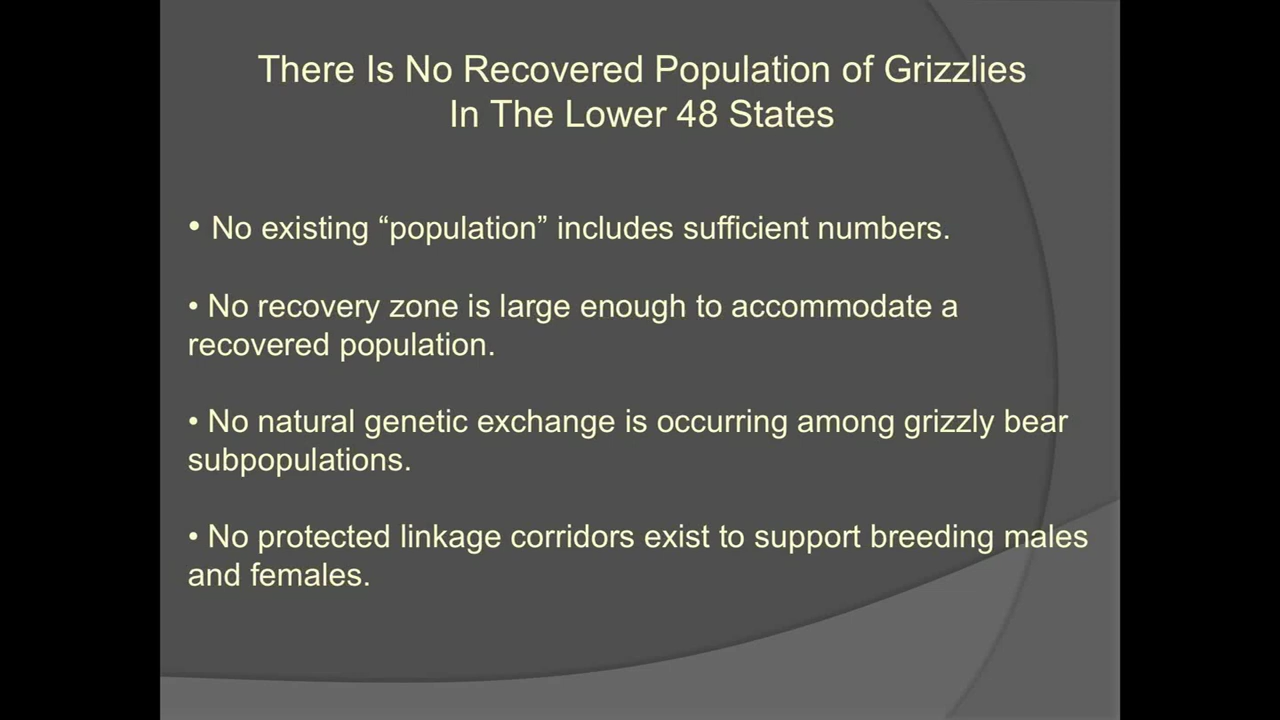 There Is No Recovered Population of Grizzlies
In The Lower 48 States
• No existing “population” includes sufficient numbers.
• No recovery zone is large enough to accommodate a
recovered population.
• No natural genetic exchange is occurring among grizzly bear
subpopulations.
• No protected linkage corridors exist to support breeding males
and females.